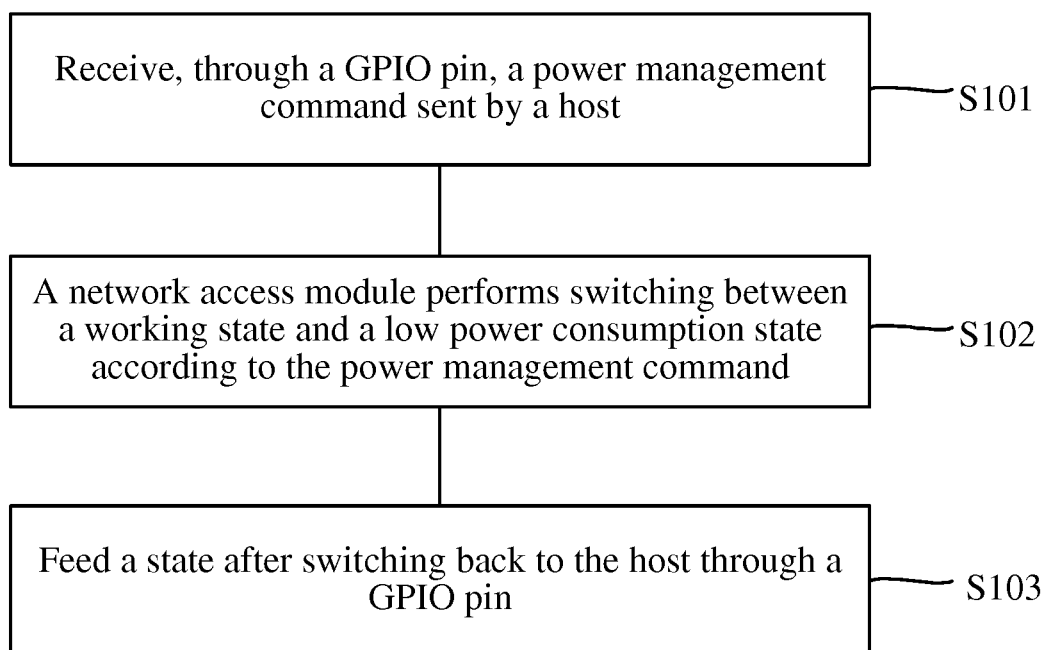 Receive, through a GPIO pin, a power management
command sent by a host
S101
A network access module performs switching between
a working state and a low power consumption state
according to the power management command
S102
Feed a state after switching back to the host through a
GPIO pin
S103